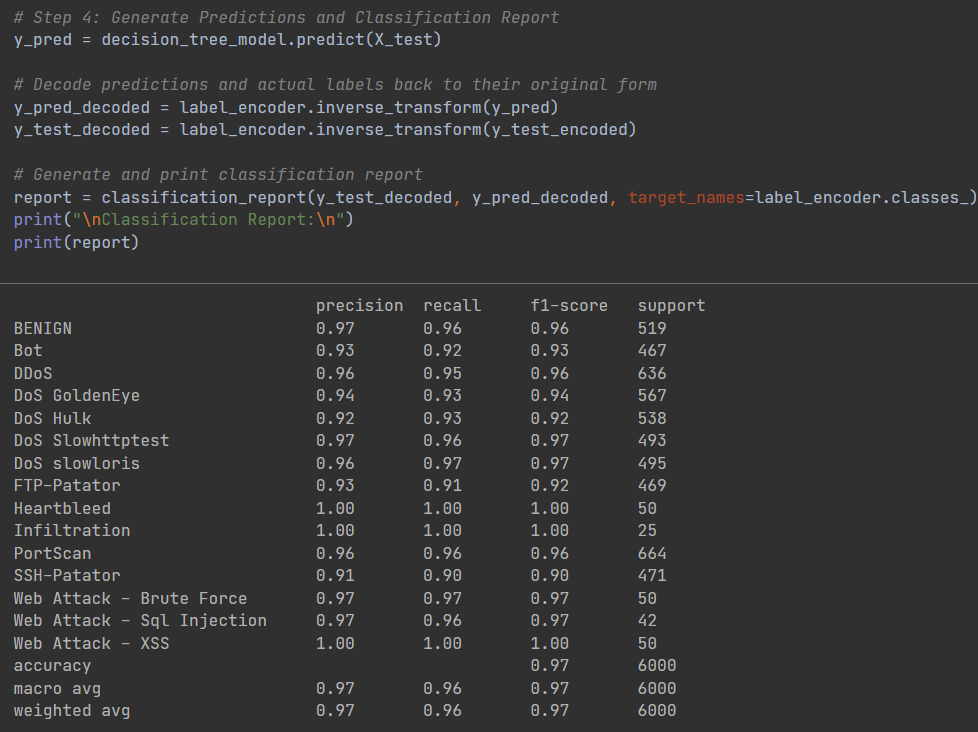 # Step 4: Generate Predictions and Classification Report
y_pred = decision_tree_model.predict(X_test)
# Decode predictions and actual labels back to their original form
y_pred_decoded = label_encoder.inverse_transform(y_pred)
y_test_decoded = label_encoder.inverse_transform(y_test_encoded)
# Generate and print classification report
report = classification_report(y_test_decoded, y_pred_decoded, target_names=label_encoder.classes_)
print("\nClassification Report:\n")
print(report)
precision recall f1-score support
BENIGN 0.97 0.96 0.96 519
Bot 0.93 0.92 0.93 467
DDoS 0.96 0.95 0.96 636
DoS GoldenEye 0.94 0.93 0.94 567
DoS Hulk 0.92 0.93 0.92 538
DoS Slowhttptest 0.97 0.96 0.97 493
DoS slowloris 0.96 0.97 0.97 495
FTP-Patator 0.93 0.91 0.92 469
Heartbleed 1.00 1.00 1.00 50
Infiltration 1.00 1.00 1.00 25
PortScan 0.96 0.96 0.96 664
SSH-Patator 0.91 0.90 0.90 471
Web Attack - Brute Force 0.97 0.97 0.97 50
Web Attack - Sql Injection 0.97 0.96 0.97 42
Web Attack - XSS 1.00 1.00 1.00 50
accuracy 0.97 6000
macro avg 0.97 0.96 0.97 6000
weighted avg 0.97 0.96 0.97 6000